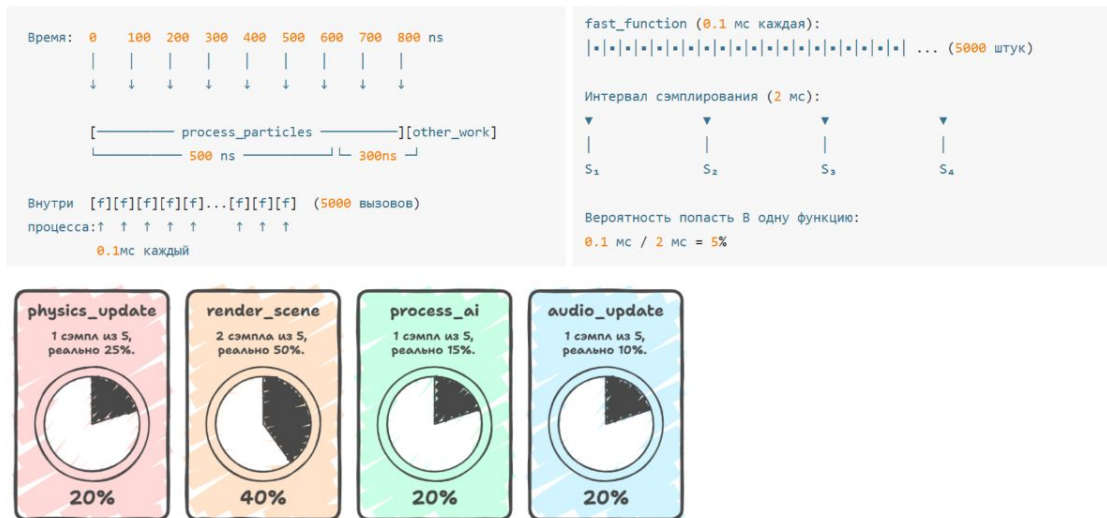 Время: 0 100 200 300 400 500 600 700 800 ns
[────────── process_particles ──────────][other_work]
500 ns 300ns
Внутри [f][f][f][f][f]...[f][f][f] (5000 вызовов)
процесса:↑ ↑ ↑ ↑ ↑ ↑ ↑ ↑
0.1мс каждый
fast_function (0.1 мс каждая):
|▪|▪|▪|▪|▪|▪|▪|▪|▪|▪|▪|▪|▪|▪|▪|▪|▪|▪|▪|▪| ... (5000 штук)
Интервал сэмплирования (2 мс):
S₁ S₂ S₃ S₄
Вероятность попасть В одну функцию:
0.1 мс / 2 мс = 5%
physics_update
1 сэмпл из 5,
реально 25%.
20%
render_scene
2 сэмпла из 5,
реально 50%.
40%
process_ai
1 сэмпл из 5,
реально 15%.
20%
audio_update
1 сэмпл из 5,
реально 10%.
20%